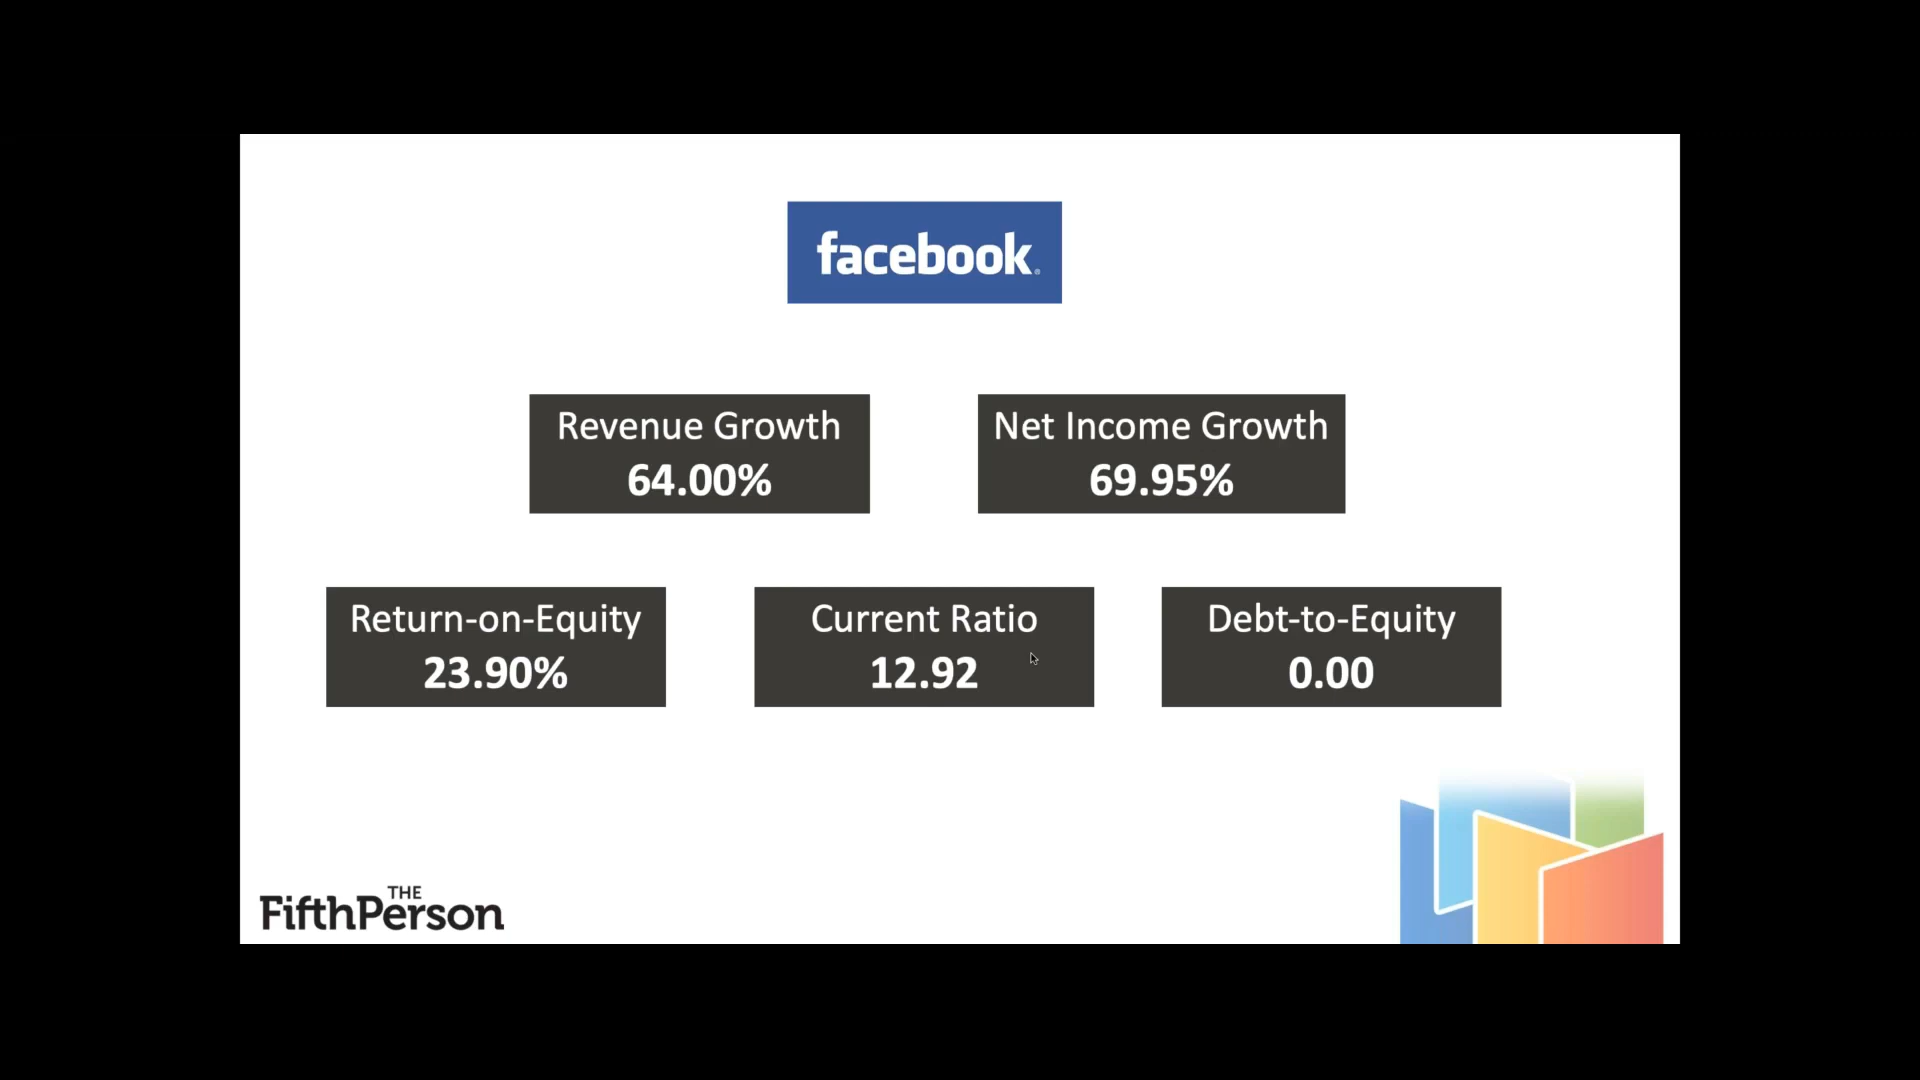 facebook
Revenue Growth
64.00%
Net Income Growth
69.95%
Return-on-Equity
23.90%
Current Ratio
12.92
Debt-to-Equity
0.00
THE
FifthPerson